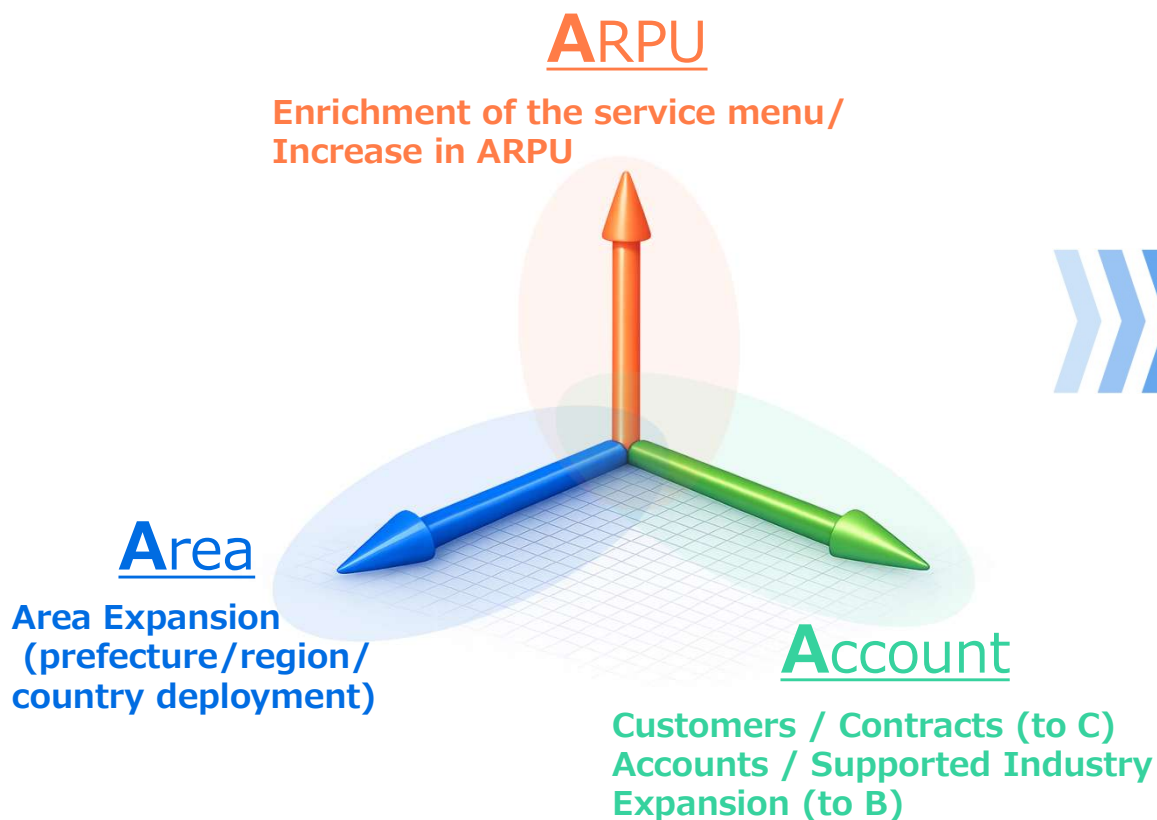 ARPU
Enrichment of the service menu/
Increase in ARPU
Area
Area Expansion
(prefecture/region/
country deployment)
Account
Customers / Contracts (to C)
Accounts / Supported Industry
Expansion (to B)